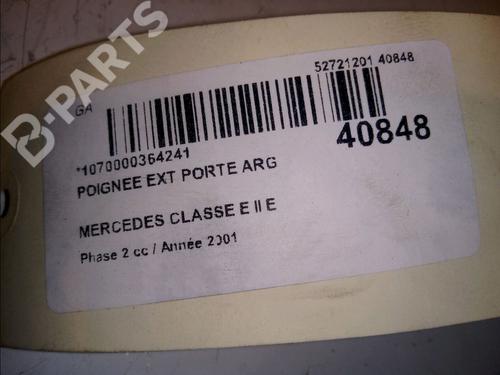 B-PARTS
GA
52721201 40848
*1070000364241
40848
POIGNEE EXT PORTE ARG
MERCEDES CLASSE E II E
Phase 2 cc / Année 2001